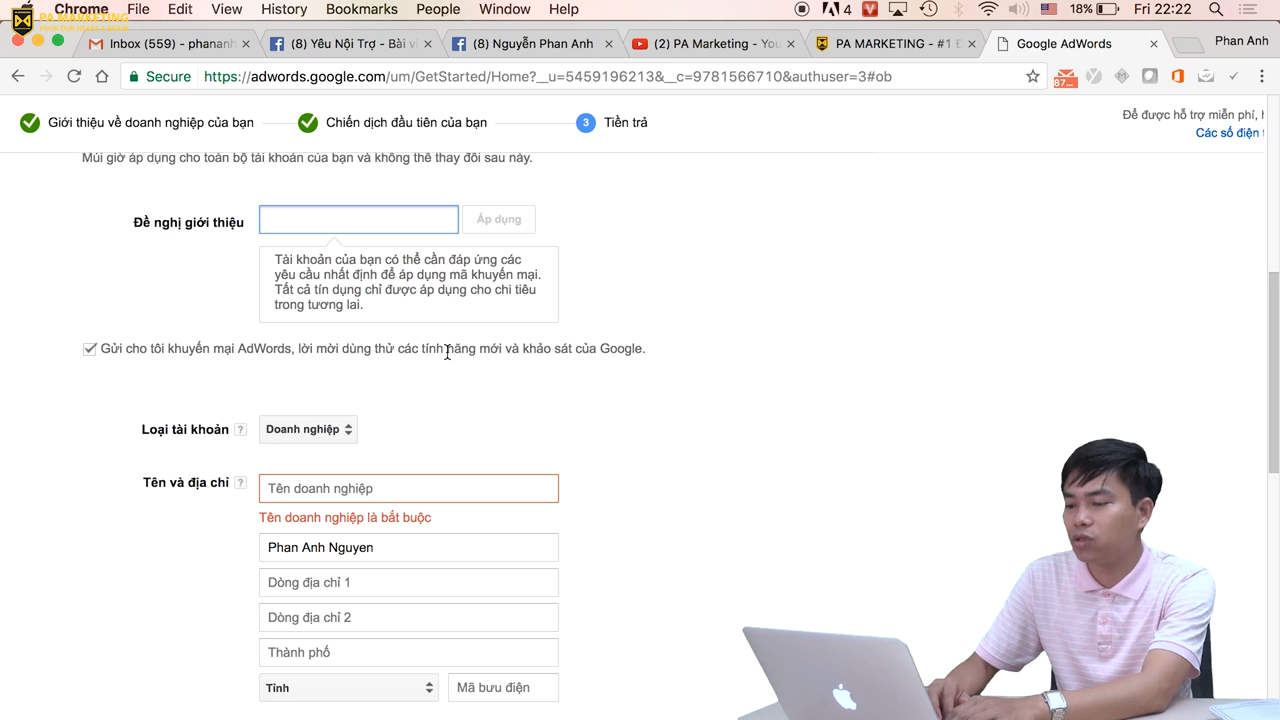 Chrome File Edit View History Bookmarks People Window Help 4 18% Fri 22:22
PA MARKETING
Inbox (559) - phananh
(8) Yêu Nội Trợ - Bài vi
(8) Nguyễn Phan Anh
(2) PA Marketing - You
PA MARKETING - #1 Đ
Google AdWords
Phan Anh
Secure https://adwords.google.com/um/GetStarted/Home?__u=5459196213&__c=9781566710&authuser=3#ob
87...
Giới thiệu về doanh nghiệp của bạn
Chiến dịch đầu tiên của bạn
3 Tiền trả
Để được hỗ trợ miễn phí,
Các số điện
Múi giờ áp dụng cho toàn bộ tài khoản của bạn và không thể thay đổi sau này.
Đề nghị giới thiệu
Áp dụng
Tài khoản của bạn có thể cần đáp ứng các
yêu cầu nhất định để áp dụng mã khuyến mại.
Tất cả tín dụng chỉ được áp dụng cho chi tiêu
trong tương lai.
Gửi cho tôi khuyến mại AdWords, lời mời dùng thử các tính năng mới và khảo sát của Google.
Loại tài khoản ? Doanh nghiệp
Tên và địa chỉ ? Tên doanh nghiệp
Tên doanh nghiệp là bắt buộc
Phan Anh Nguyen
Dòng địa chỉ 1
Dòng địa chỉ 2
Thành phố
Tỉnh Mã bưu điện